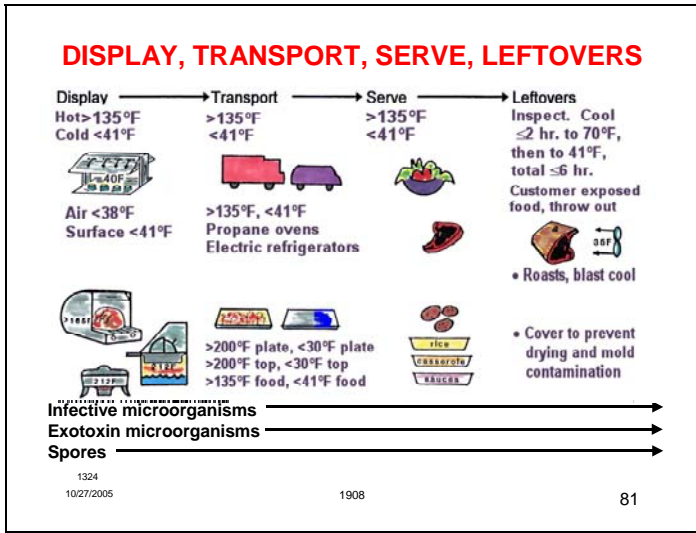 DISPLAY, TRANSPORT, SERVE, LEFTOVERS
Display Transport Serve Leftovers
Hot>135°F
Cold <41°F
>135°F
<41°F
>135°F
<41°F
Inspect. Cool
≤2 hr. to 70°F,
then to 41°F,
total ≤6 hr.
Customer exposed
food, throw out
40F
Air <38°F
Surface <41°F
>135°F, <41°F
Propane ovens
Electric refrigerators
• Roasts, blast cool
>165F
212F
212F
>200°F plate, <30°F plate
>200°F top, <30°F top
>135°F food, <41°F food
rice
casserole
sauces
• Cover to prevent
drying and mold
contamination
Infective microorganisms
Exotoxin microorganisms
Spores
1324
10/27/2005
1908
81